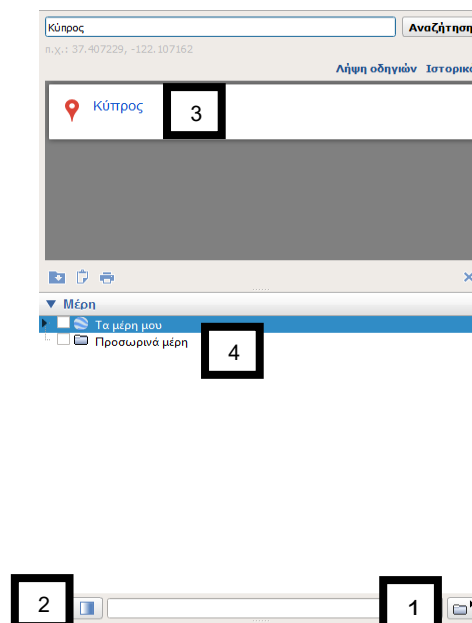 Κύπρος Αναζήτηση
π.χ.: 37.407229, -122.107162
Λήψη οδηγιών Ιστορικό
Κύπρος 3
Μέρη
Τα μέρη μου
Προσωρινά μέρη 4
2 1